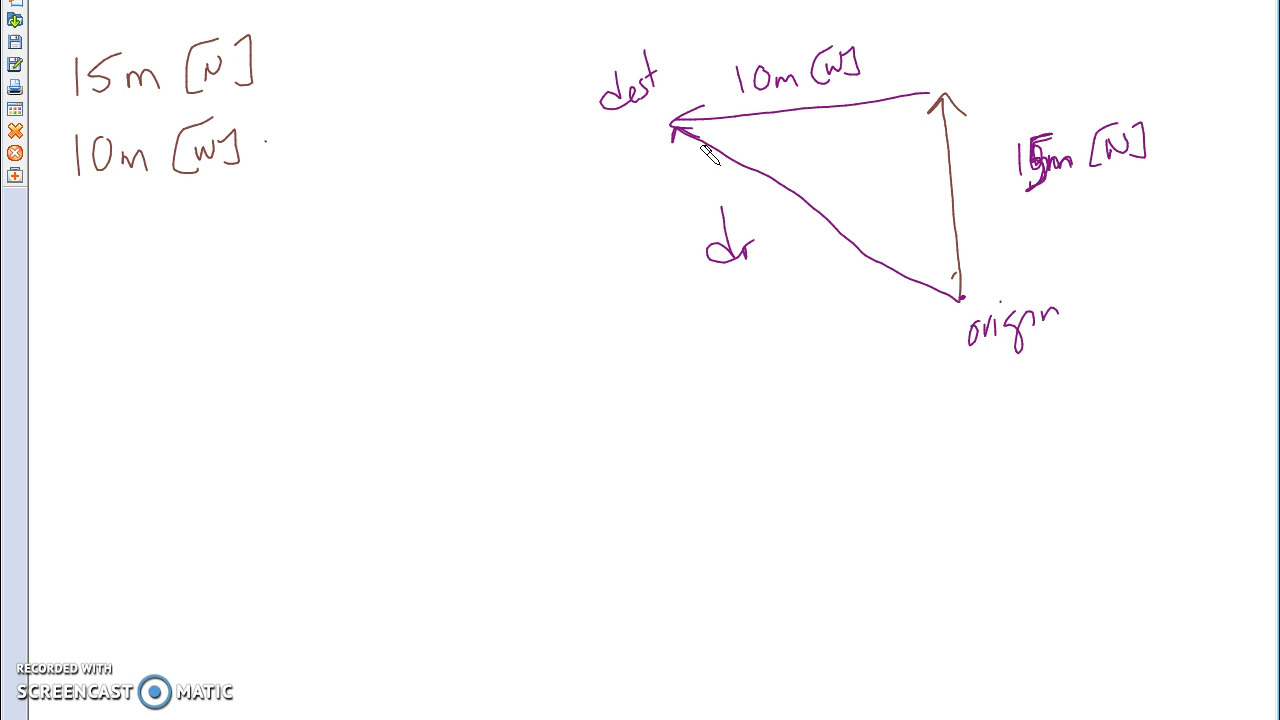 15m [N]
10m [W]
dest
10m [W]
15m [N]
dr
origin
RECORDED WITH
SCREENCAST MATIC